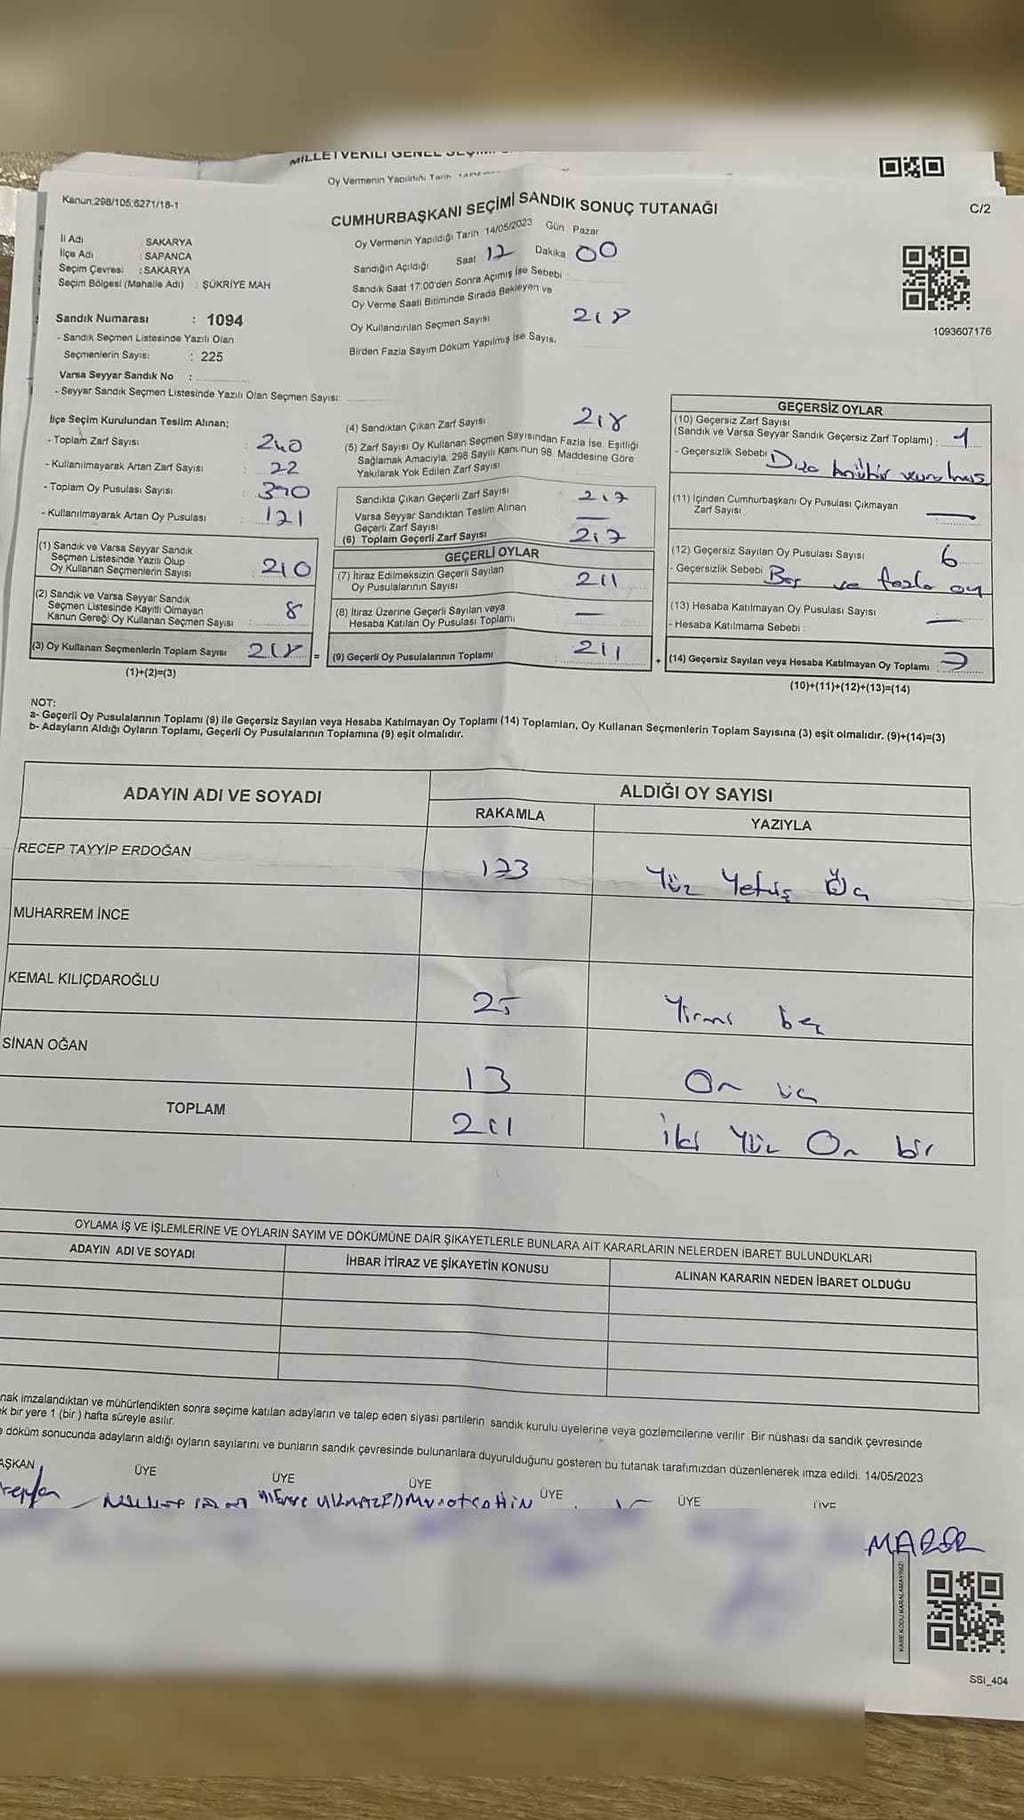 MİLLETVEKİLİ GENEL
Oy Vermenin Yapıldığı Tarih
Kanun:298/105;6271/18-1
CUMHURBAŞKANI SEÇİMİ SANDIK SONUÇ TUTANAĞI
C/2
Oy Vermenin Yapıldığı Tarih 14/05/2023 Gün Pazar
İl Adı : SAKARYA
İlçe Adı : SAPANCA
Seçim Çevresi : SAKARYA
Seçim Bölgesi (Mahalle Adı) : ŞÜKRİYE MAH
Sandığın Açıldığı Saat 12 Dakika 00
Sandık Saat 17:00'den Sonra Açılmış İse Sebebi
Oy Verme Saati Bitiminde Sırada Bekleyen ve
Oy Kullandırılan Seçmen Sayısı 218
Birden Fazla Sayım Döküm Yapılmış İse Sayısı.
1093607176
Sandık Numarası : 1094
- Sandık Seçmen Listesinde Yazılı Olan
Seçmenlerin Sayısı : 225
Varsa Seyyar Sandık No :
- Seyyar Sandık Seçmen Listesinde Yazılı Olan Seçmen Sayısı:
İlçe Seçim Kurulundan Teslim Alınan;
- Toplam Zarf Sayısı : 240
- Kullanılmayarak Artan Zarf Sayısı : 22
- Toplam Oy Pusulası Sayısı : 390
- Kullanılmayarak Artan Oy Pusulası : 121
(1) Sandık ve Varsa Seyyar Sandık
Seçmen Listesinde Yazılı Olup
Oy Kullanan Seçmenlerin Sayısı 210
(2) Sandık ve Varsa Seyyar Sandık
Seçmen Listesinde Kayıtlı Olmayan
Kanun Gereği Oy Kullanan Seçmen Sayısı 8
(3) Oy Kullanan Seçmenlerin Toplam Sayısı 218 =
(1)+(2)=(3)
(4) Sandıktan Çıkan Zarf Sayısı 218
(5) Zarf Sayısı Oy Kullanan Seçmen Sayısından Fazla İse, Eşitliği
Sağlamak Amacıyla, 298 Sayılı Kanunun 98. Maddesine Göre
Yakılarak Yok Edilen Zarf Sayısı
Sandıkta Çıkan Geçerli Zarf Sayısı 217
Varsa Seyyar Sandıktan Teslim Alınan
Geçerli Zarf Sayısı —
(6) Toplam Geçerli Zarf Sayısı 217
GEÇERLİ OYLAR
(7) İtiraz Edilmeksizin Geçerli Sayılan
Oy Pusulalarının Sayısı 211
(8) İtiraz Üzerine Geçerli Sayılan veya
Hesaba Katılan Oy Pusulası Toplamı —
(9) Geçerli Oy Pusulalarının Toplamı 211 +
GEÇERSİZ OYLAR
(10) Geçersiz Zarf Sayısı
(Sandık ve Varsa Seyyar Sandık Geçersiz Zarf Toplamı) : 1
- Geçersizlik Sebebi mühür vurulmuş
(11) İçinden Cumhurbaşkanı Oy Pusulası Çıkmayan
Zarf Sayısı —
(12) Geçersiz Sayılan Oy Pusulası Sayısı 6
- Geçersizlik Sebebi Boş ve fazla oy
(13) Hesaba Katılmayan Oy Pusulası Sayısı —
- Hesaba Katılmama Sebebi :
(14) Geçersiz Sayılan veya Hesaba Katılmayan Oy Toplamı : 7
(10)+(11)+(12)+(13)=(14)
NOT:
a- Geçerli Oy Pusulalarının Toplamı (9) ile Geçersiz Sayılan veya Hesaba Katılmayan Oy Toplamı (14) Toplamları, Oy Kullanan Seçmenlerin Toplam Sayısına (3) eşit olmalıdır. (9)+(14)=(3)
b- Adayların Aldığı Oyların Toplamı, Geçerli Oy Pusulalarının Toplamına (9) eşit olmalıdır.
ADAYIN ADI VE SOYADI
ALDIĞI OY SAYISI
RAKAMLA YAZIYLA
RECEP TAYYİP ERDOĞAN 173 Yüz Yetmiş Üç
MUHARREM İNCE
KEMAL KILIÇDAROĞLU 25 Yirmi beş
SİNAN OĞAN 13 On üç
TOPLAM 211 İki Yüz On bir
OYLAMA İŞ VE İŞLEMLERİNE VE OYLARIN SAYIM VE DÖKÜMÜNE DAİR ŞİKAYETLERLE BUNLARA AİT KARARLARIN NELERDEN İBARET BULUNDUKLARI
ADAYIN ADI VE SOYADI İHBAR İTİRAZ VE ŞİKAYETİN KONUSU ALINAN KARARIN NEDEN İBARET OLDUĞU
nak imzalandıktan ve mühürlendikten sonra seçime katılan adayların ve talep eden siyasi partilerin sandık kurulu üyelerine veya gözlemcilerine verilir. Bir nüshası da sandık çevresinde
k bir yere 1 (bir) hafta süreyle asılır.
döküm sonucunda adayların aldığı oyların sayılarını ve bunların sandık çevresinde bulunanlara duyurulduğunu gösteren bu tutanak tarafımızdan düzenlenerek imza edildi. 14/05/2023
AŞKAN ÜYE ÜYE ÜYE ÜYE ÜYE ÜYE
KARE KODU KARALAMAYINIZ!
SSİ_404